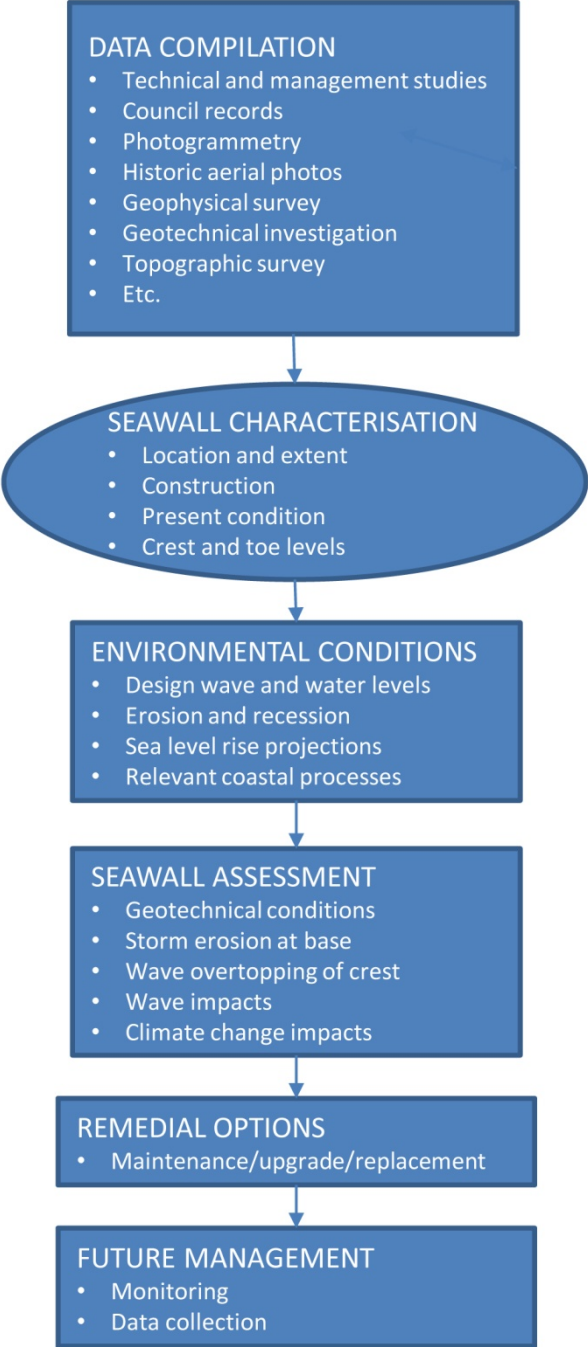 DATA COMPILATION
• Technical and management studies
• Council records
• Photogrammetry
• Historic aerial photos
• Geophysical survey
• Geotechnical investigation
• Topographic survey
• Etc.
SEAWALL CHARACTERISATION
• Location and extent
• Construction
• Present condition
• Crest and toe levels
ENVIRONMENTAL CONDITIONS
• Design wave and water levels
• Erosion and recession
• Sea level rise projections
• Relevant coastal processes
SEAWALL ASSESSMENT
• Geotechnical conditions
• Storm erosion at base
• Wave overtopping of crest
• Wave impacts
• Climate change impacts
REMEDIAL OPTIONS
• Maintenance/upgrade/replacement
FUTURE MANAGEMENT
• Monitoring
• Data collection